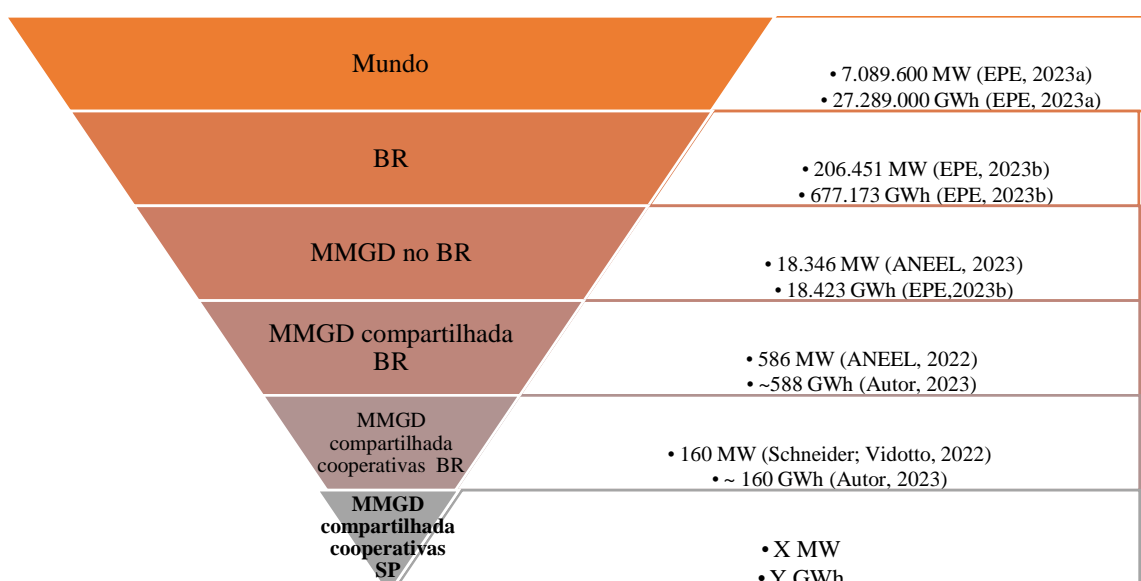 Mundo
• 7.089.600 MW (EPE, 2023a)
• 27.289.000 GWh (EPE, 2023a)
BR
• 206.451 MW (EPE, 2023b)
• 677.173 GWh (EPE, 2023b)
MMGD no BR
• 18.346 MW (ANEEL, 2023)
• 18.423 GWh (EPE,2023b)
MMGD compartilhada
BR
• 586 MW (ANEEL, 2022)
• ~588 GWh (Autor, 2023)
MMGD
compartilhada
cooperativas BR
• 160 MW (Schneider; Vidotto, 2022)
• ~ 160 GWh (Autor, 2023)
MMGD
compartilhada
cooperativas
SP
• X MW
• Y GWh